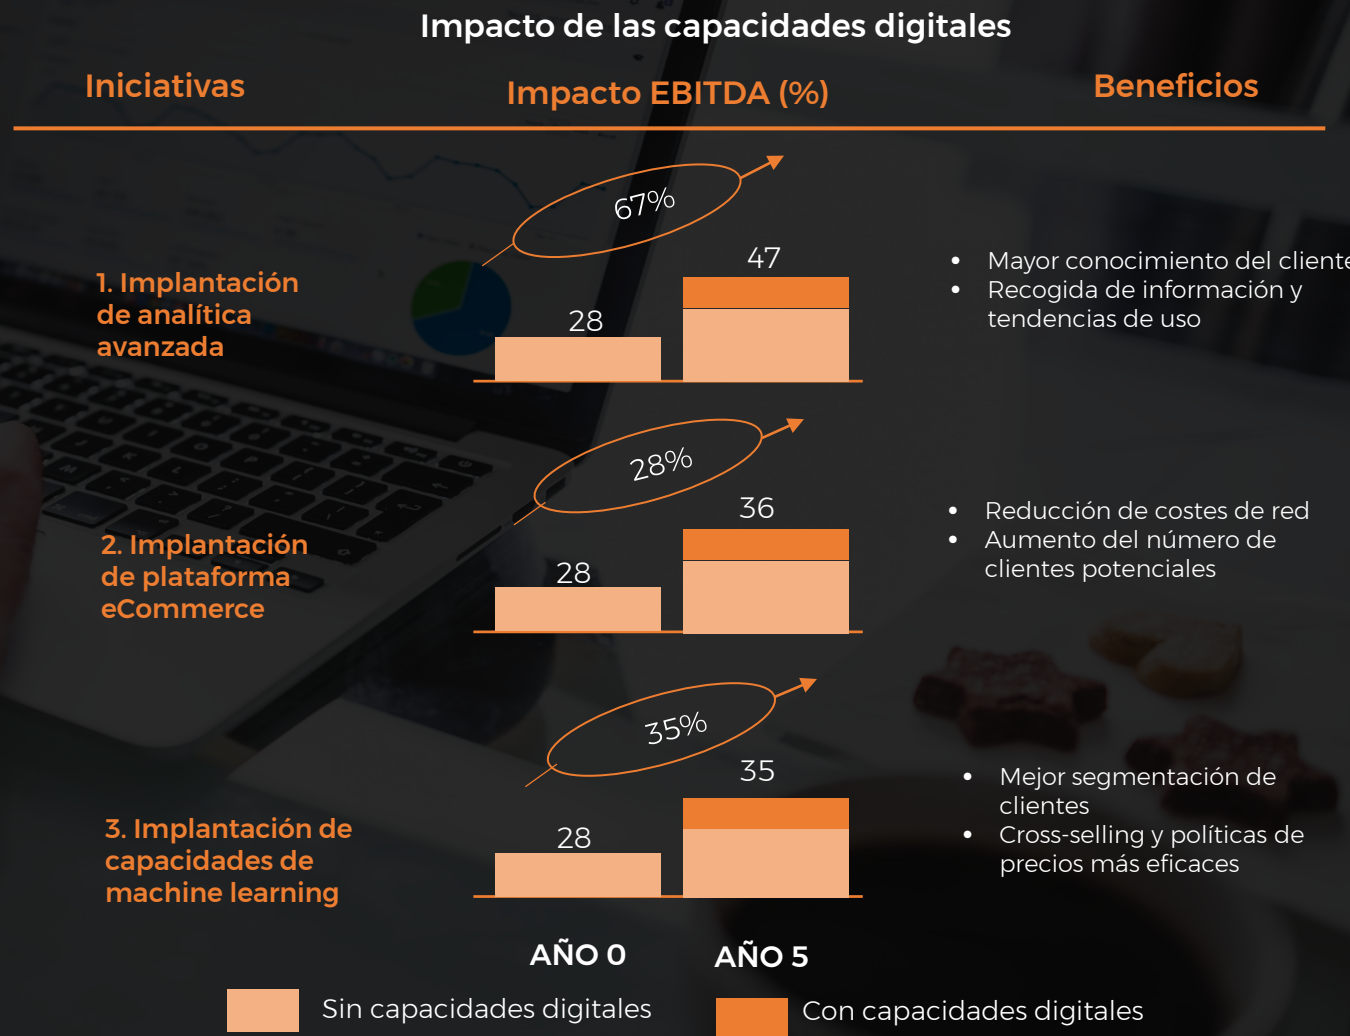 Impacto de las capacidades digitales
Iniciativas
Impacto EBITDA (%)
Beneficios
67%
1. Implantación
de analítica
avanzada
28
47
• Mayor conocimiento del cliente
• Recogida de información y
tendencias de uso
28%
2. Implantación
de plataforma
eCommerce
28
36
• Reducción de costes de red
• Aumento del número de
clientes potenciales
35%
3. Implantación de
capacidades de
machine learning
28
35
• Mejor segmentación de
clientes
• Cross-selling y políticas de
precios más eficaces
AÑO 0
AÑO 5
Sin capacidades digitales
Con capacidades digitales